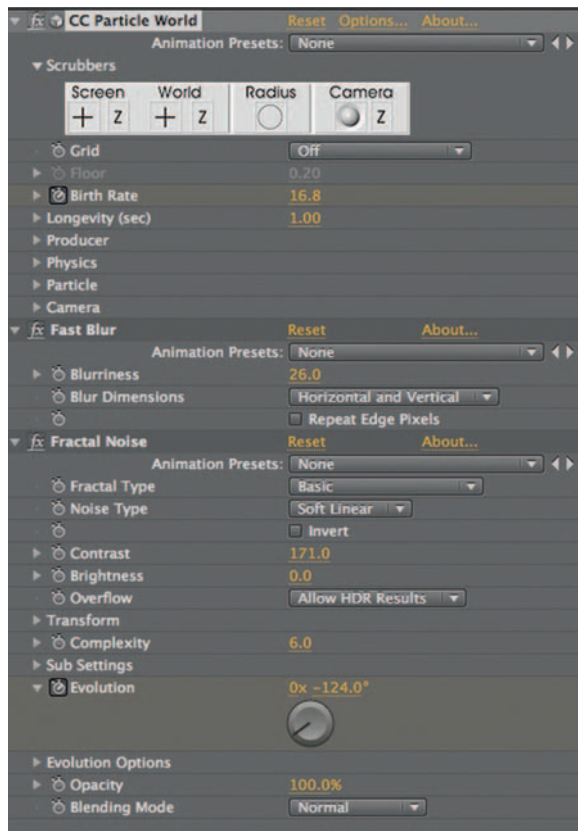 fx CC Particle World Reset Options... About...
Animation Presets: None
Scrubbers
Screen World Radius Camera
Z Z Z
Grid Off
Floor 0.20
Birth Rate 16.8
Longevity (sec) 1.00
Producer
Physics
Particle
Camera
fx Fast Blur Reset About...
Animation Presets: None
Blurriness 26.0
Blur Dimensions Horizontal and Vertical
Repeat Edge Pixels
fx Fractal Noise Reset About...
Animation Presets: None
Fractal Type Basic
Noise Type Soft Linear
Invert
Contrast 171.0
Brightness 0.0
Overflow Allow HDR Results
Transform
Complexity 6.0
Sub Settings
Evolution 0x -124.0°
Evolution Options
Opacity 100.0%
Blending Mode Normal